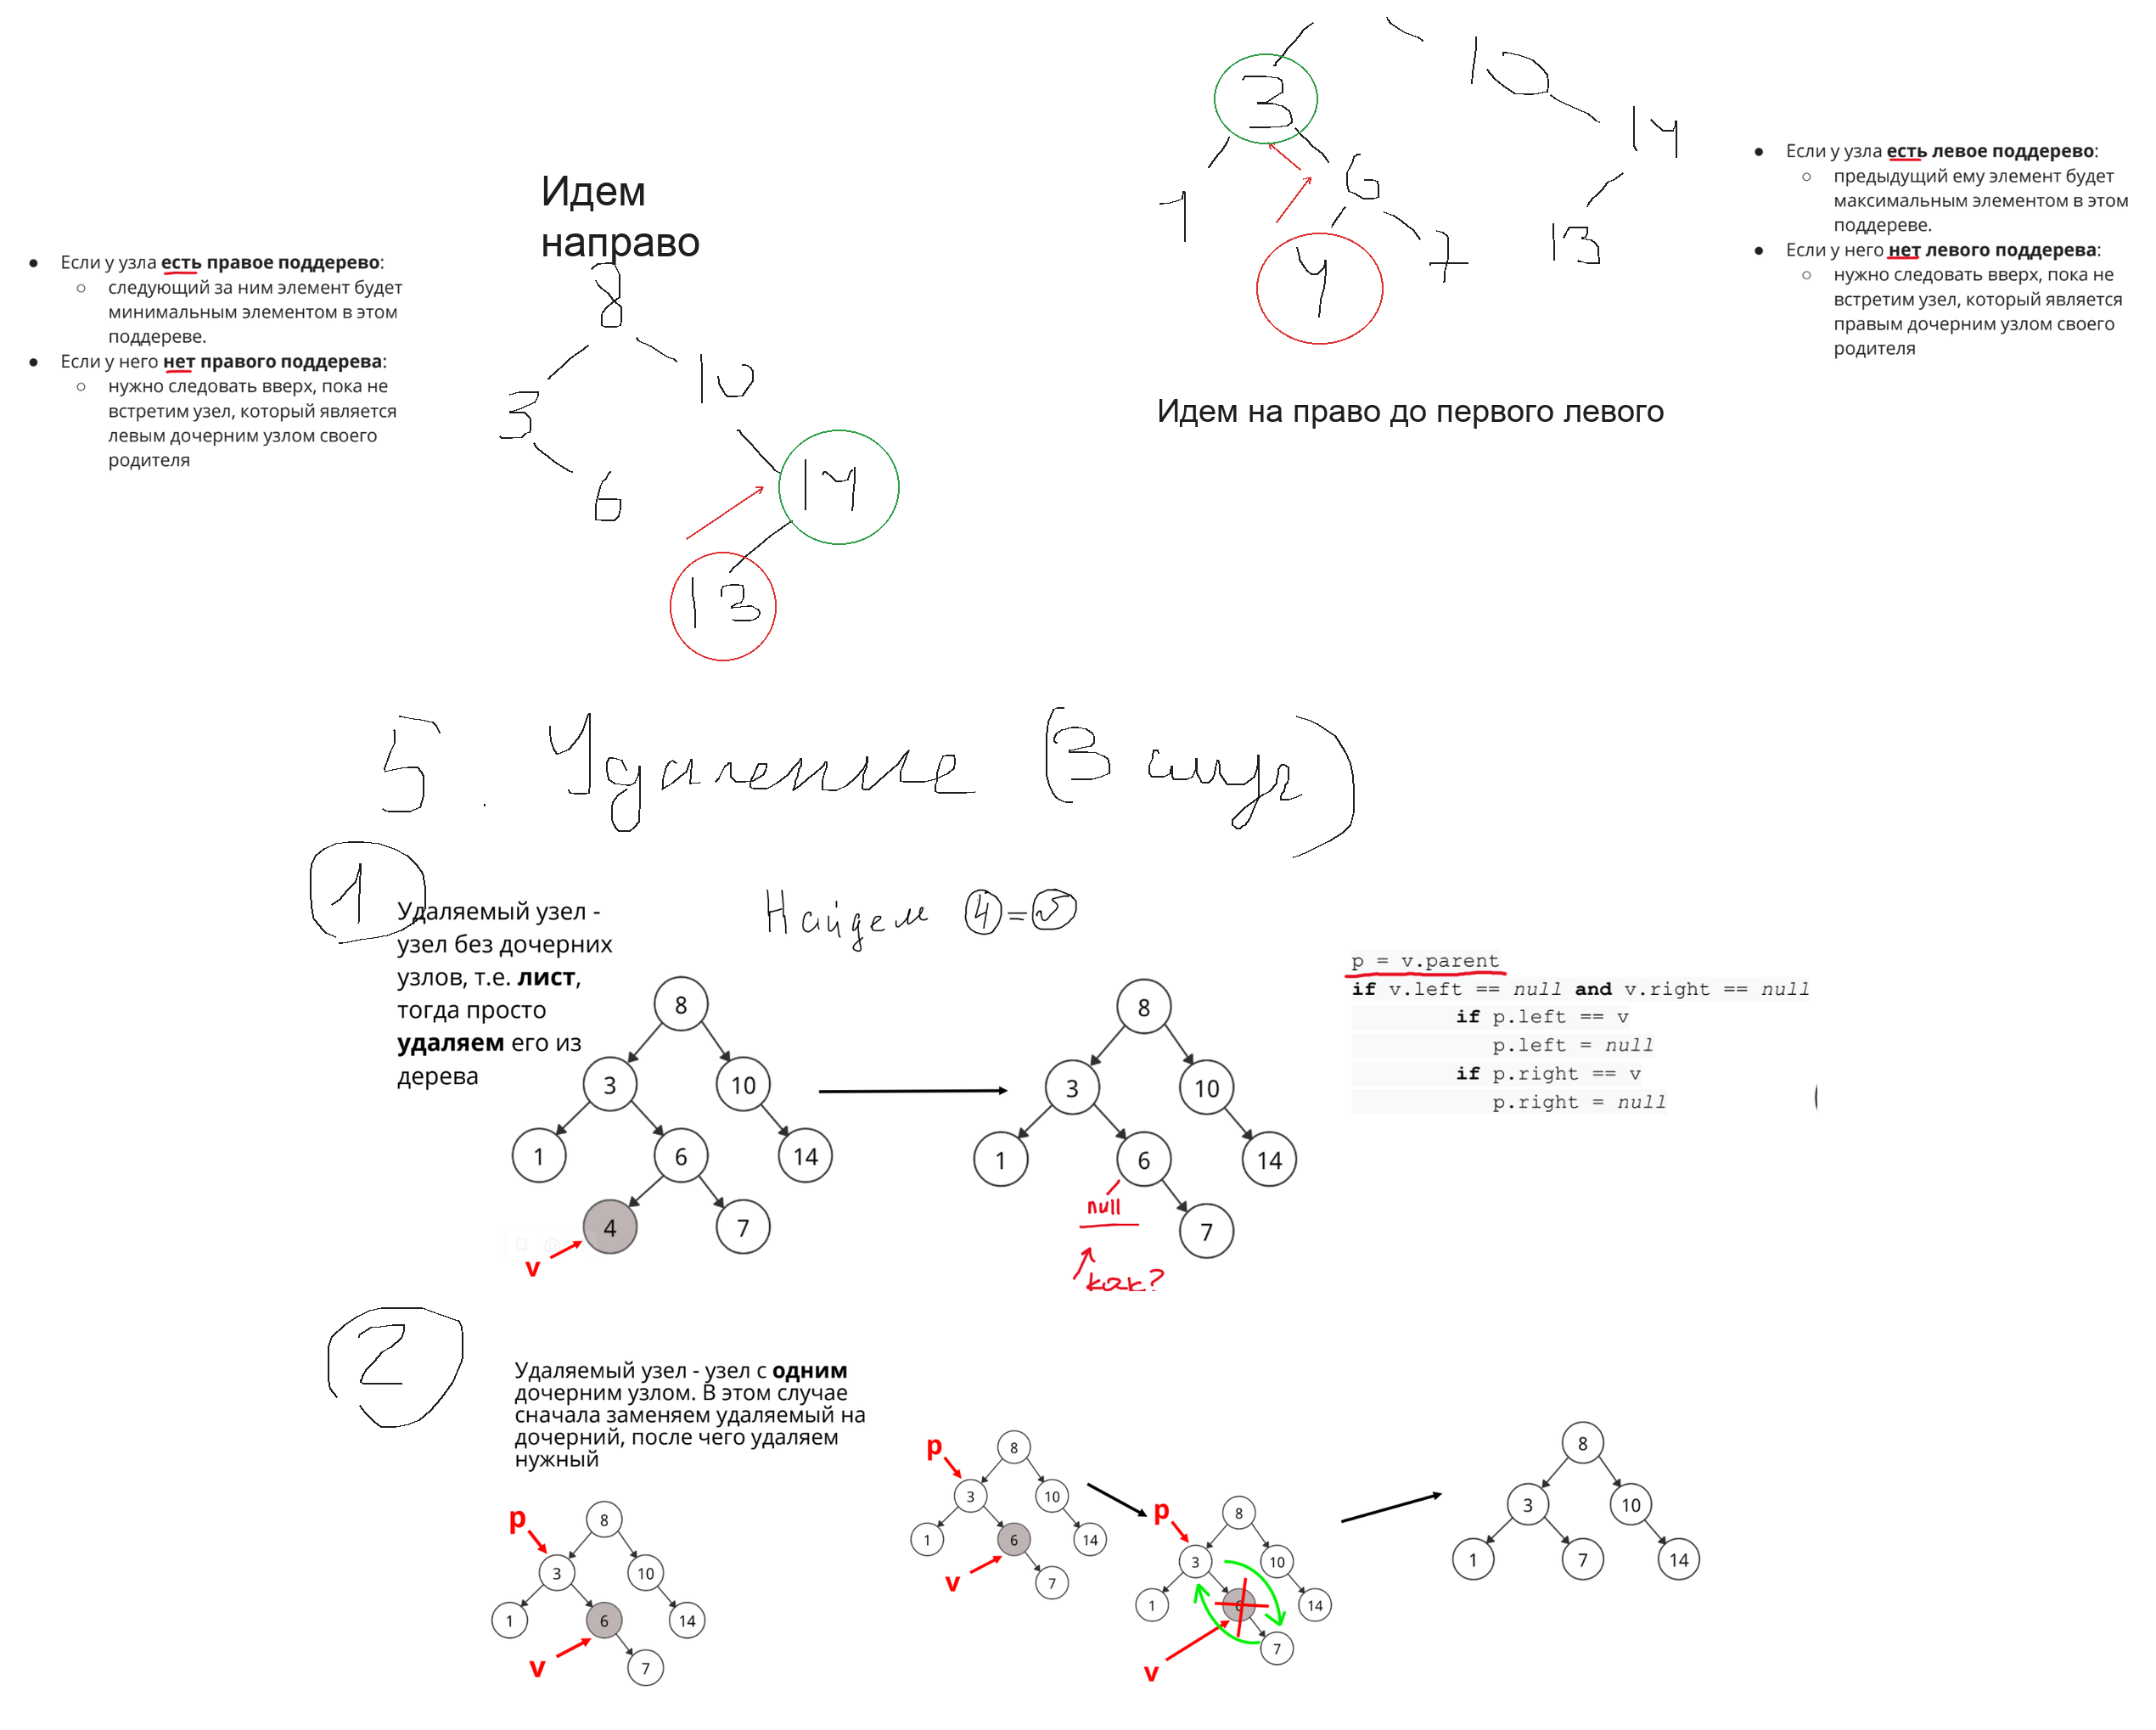 Идем
направо
● Если у узла есть правое поддерево:
○ следующий за ним элемент будет
минимальным элементом в этом
поддереве.
● Если у него нет правого поддерева:
○ нужно следовать вверх, пока не
встретим узел, который является
левым дочерним узлом своего
родителя
8
3
10
6
14
13
3
10
14
1
6
4
7
13
● Если у узла есть левое поддерево:
○ предыдущий ему элемент будет
максимальным элементом в этом
поддереве.
● Если у него нет левого поддерева:
○ нужно следовать вверх, пока не
встретим узел, который является
правым дочерним узлом своего
родителя
Идем на право до первого левого
5. Удаление (3 случ)
1
Удаляемый узел -
узел без дочерних
узлов, т.е. лист,
тогда просто
удаляем его из
дерева
Найдем 4 = v
8
3
10
1
6
14
4
7
v
8
3
10
1
6
14
null
7
как?
p = v.parent
if v.left == null and v.right == null
if p.left == v
p.left = null
if p.right == v
p.right = null
2
Удаляемый узел - узел с одним
дочерним узлом. В этом случае
сначала заменяем удаляемый на
дочерний, после чего удаляем
нужный
p
8
3
10
1
6
14
v
7
p
8
3
10
1
6
14
v
7
p
8
3
10
1
14
7
v
8
3
10
1
7
14